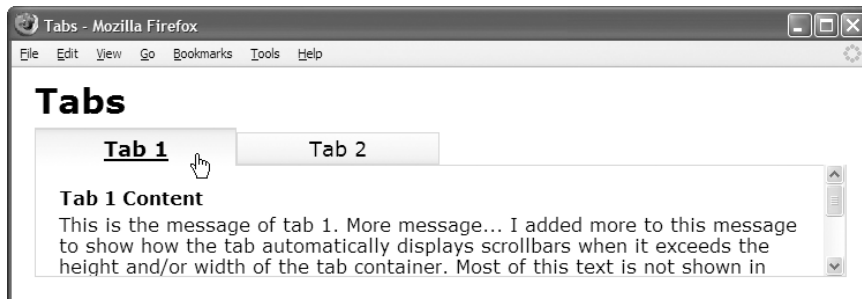 Tabs - Mozilla Firefox
File Edit View Go Bookmarks Tools Help
Tabs
Tab 1 Tab 2
Tab 1 Content
This is the message of tab 1. More message... I added more to this message
to show how the tab automatically displays scrollbars when it exceeds the
height and/or width of the tab container. Most of this text is not shown in